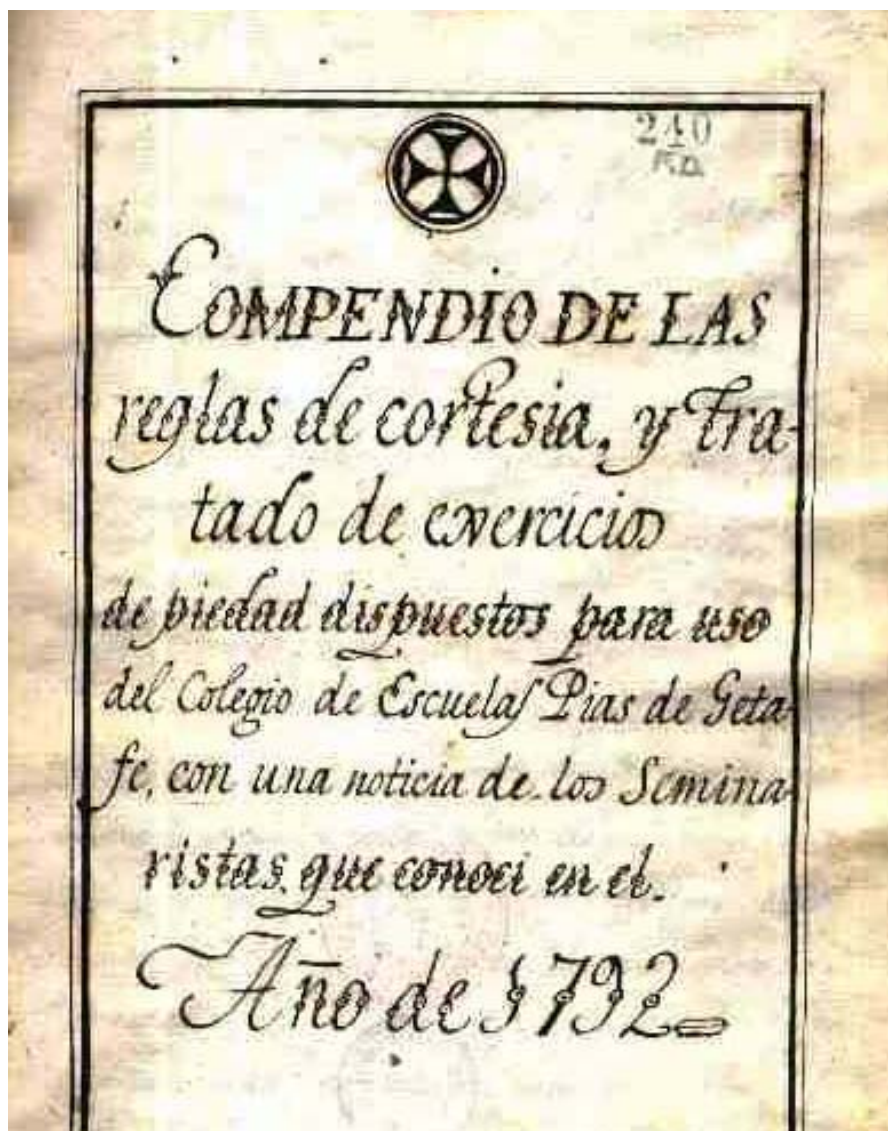 240
COMPENDIO DE LAS
reglas de cortesia, y tra-
tado de exercicios
de piedad dispuestos para uso
del Colegio de Escuelas Pias de Geta-
fe, con una noticia de los Semina-
ristas que conoci en el.
Año de 1792